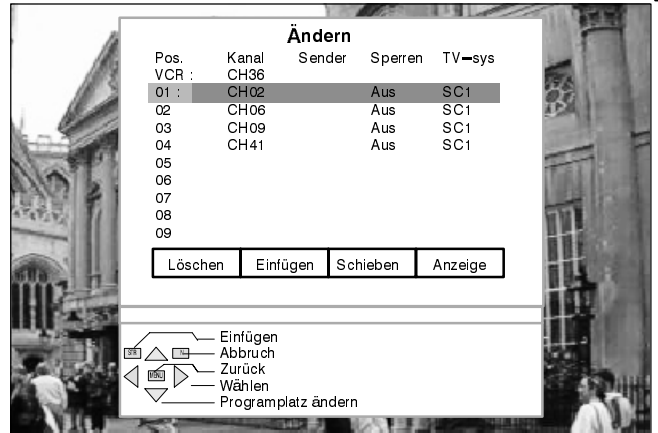 Ändern
Pos. Kanal Sender Sperren TV–sys
VCR : CH36
01 : CH02 Aus SC1
02 CH06 Aus SC1
03 CH09 Aus SC1
04 CH41 Aus SC1
05
06
07
08
09
Löschen Einfügen Schieben Anzeige
Einfügen
STR N Abbruch
MENU Zurück
Wählen
Programplatz ändern